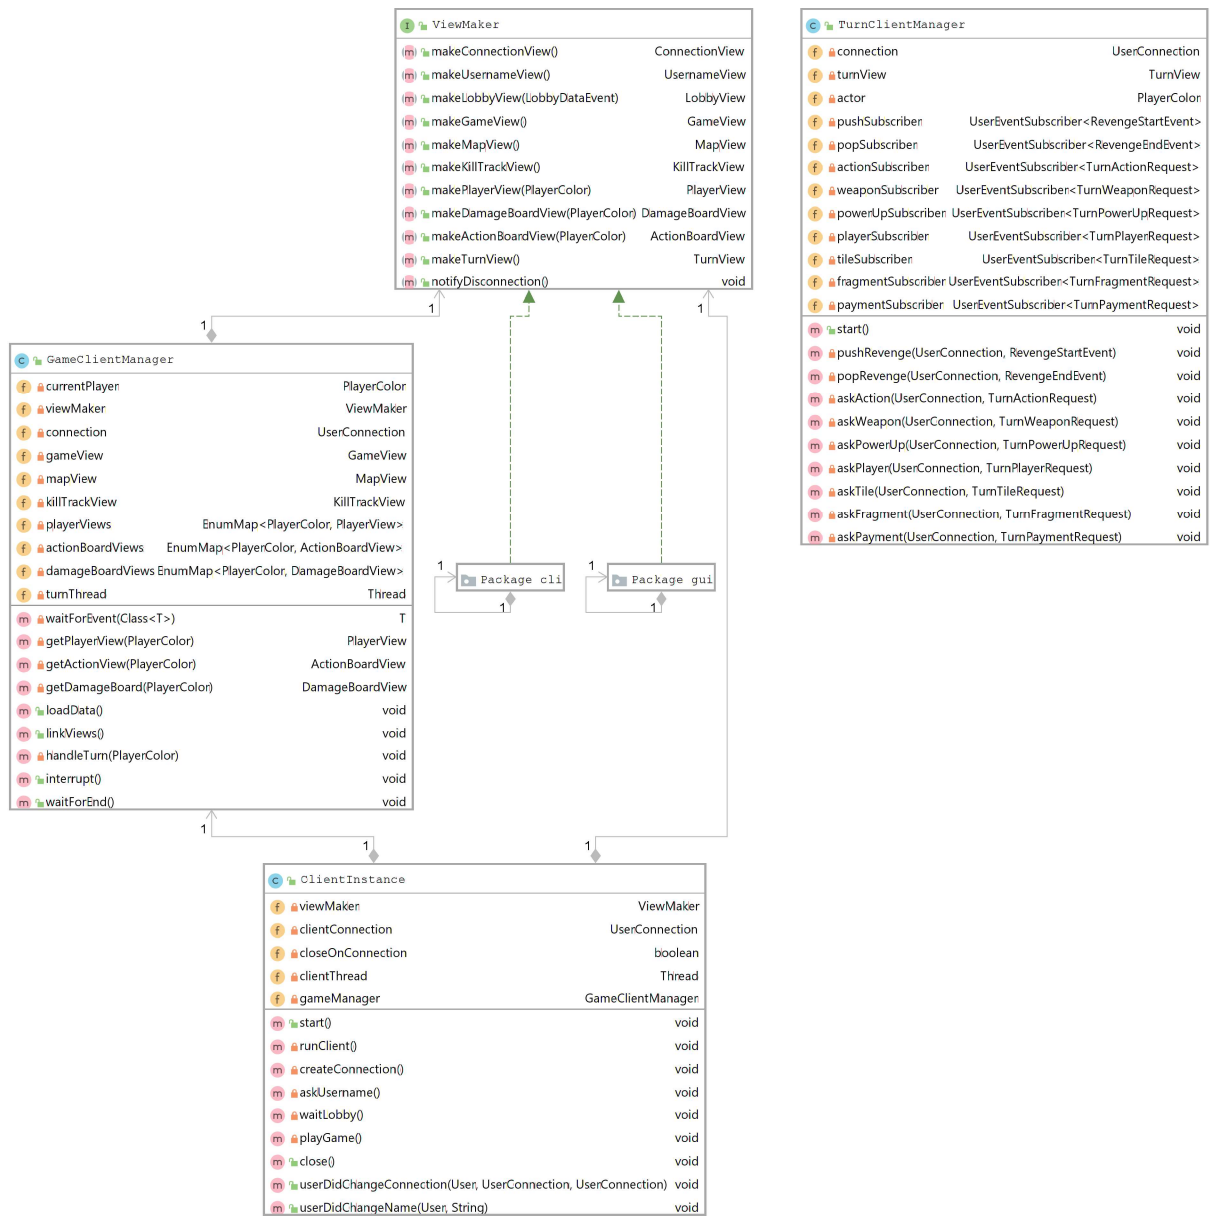 ViewMaker
makeConnectionView() ConnectionView
makeUsernameView() UsernameView
makeLobbyView(LobbyDataEvent) LobbyView
makeGameView() GameView
makeMapView() MapView
makeKillTrackView() KillTrackView
makePlayerView(PlayerColor) PlayerView
makeDamageBoardView(PlayerColor) DamageBoardView
makeActionBoardView(PlayerColor) ActionBoardView
makeTurnView() TurnView
notifyDisconnection() void
TurnClientManager
connection UserConnection
turnView TurnView
actor PlayerColor
pushSubscriber UserEventSubscriber<RevengeStartEvent>
popSubscriber UserEventSubscriber<RevengeEndEvent>
actionSubscriber UserEventSubscriber<TurnActionRequest>
weaponSubscriber UserEventSubscriber<TurnWeaponRequest>
powerUpSubscriber UserEventSubscriber<TurnPowerUpRequest>
playerSubscriber UserEventSubscriber<TurnPlayerRequest>
tileSubscriber UserEventSubscriber<TurnTileRequest>
fragmentSubscriber UserEventSubscriber<TurnFragmentRequest>
paymentSubscriber UserEventSubscriber<TurnPaymentRequest>
start() void
pushRevenge(UserConnection, RevengeStartEvent) void
popRevenge(UserConnection, RevengeEndEvent) void
askAction(UserConnection, TurnActionRequest) void
askWeapon(UserConnection, TurnWeaponRequest) void
askPowerUp(UserConnection, TurnPowerUpRequest) void
askPlayer(UserConnection, TurnPlayerRequest) void
askTile(UserConnection, TurnTileRequest) void
askFragment(UserConnection, TurnFragmentRequest) void
askPayment(UserConnection, TurnPaymentRequest) void
1
1
1
GameClientManager
currentPlayer PlayerColor
viewMaker ViewMaker
connection UserConnection
gameView GameView
mapView MapView
killTrackView KillTrackView
playerViews EnumMap<PlayerColor, PlayerView>
actionBoardViews EnumMap<PlayerColor, ActionBoardView>
damageBoardViews EnumMap<PlayerColor, DamageBoardView>
turnThread Thread
waitForEvent(Class<T>) T
getPlayerView(PlayerColor) PlayerView
getActionView(PlayerColor) ActionBoardView
getDamageBoard(PlayerColor) DamageBoardView
loadData() void
linkViews() void
handleTurn(PlayerColor) void
interrupt() void
waitForEnd() void
1
Package cli
1
1
Package gui
1
1
1
1
ClientInstance
viewMaker ViewMaker
clientConnection UserConnection
closeOnConnection boolean
clientThread Thread
gameManager GameClientManager
start() void
runClient() void
createConnection() void
askUsername() void
waitLobby() void
playGame() void
close() void
userDidChangeConnection(User, UserConnection, UserConnection) void
userDidChangeName(User, String) void